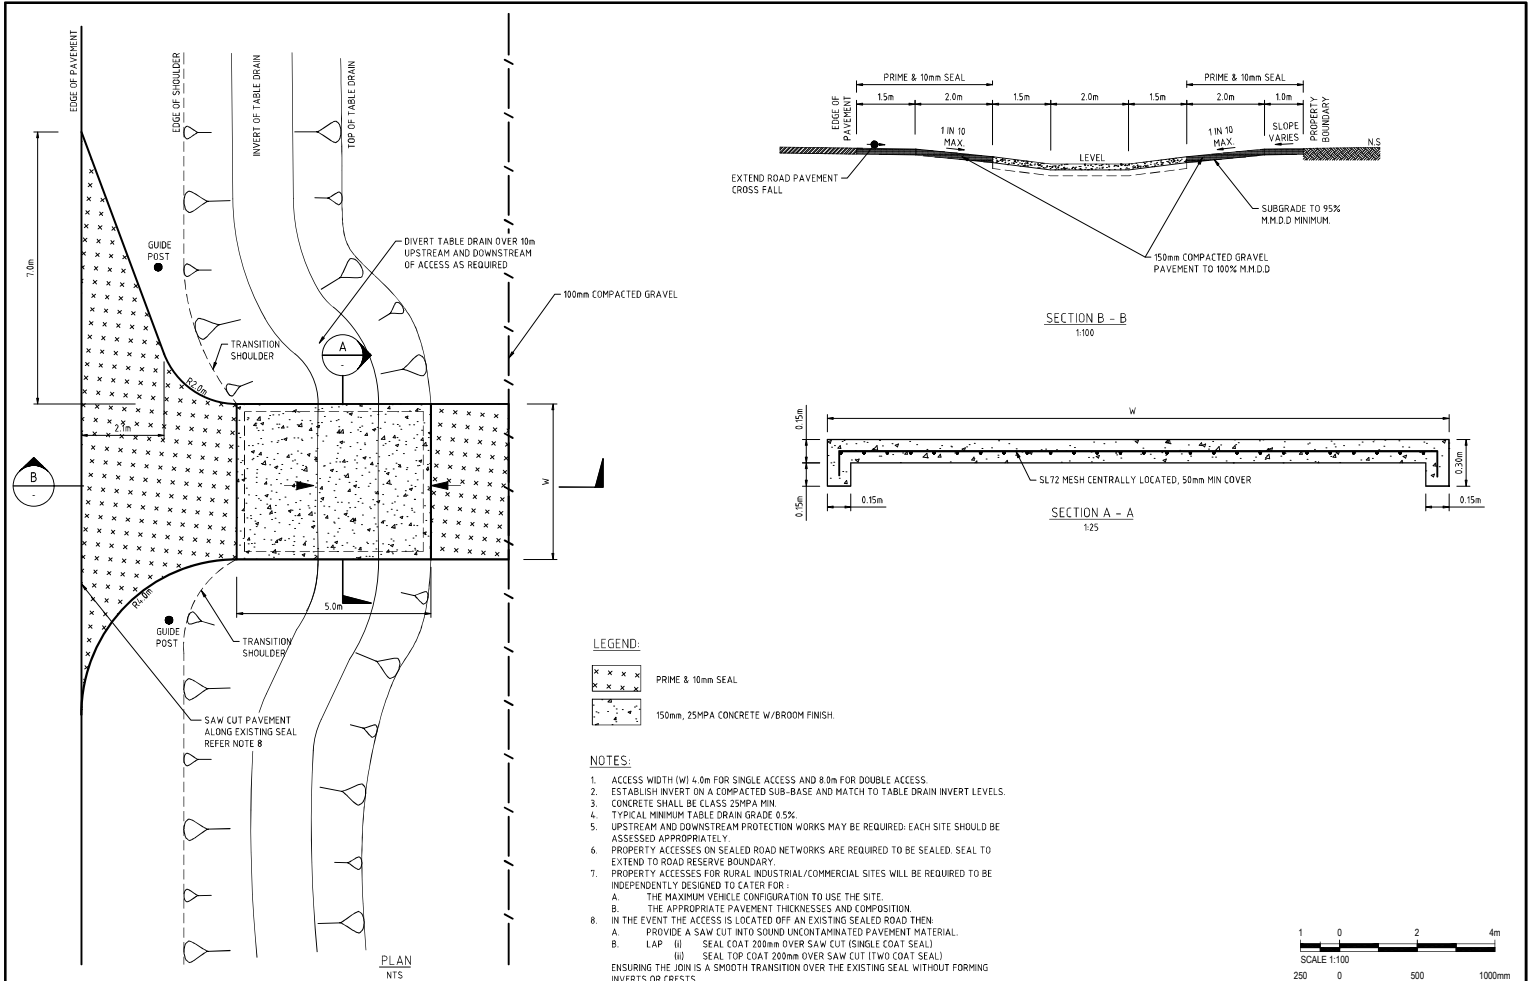 EDGE OF PAVEMENT
EDGE OF SHOULDER
INVERT OF TABLE DRAIN
TOP OF TABLE DRAIN
7.0m
GUIDE
POST
DIVERT TABLE DRAIN OVER 10m
UPSTREAM AND DOWNSTREAM
OF ACCESS AS REQUIRED
100mm COMPACTED GRAVEL
TRANSITION
SHOULDER
A
-
R2.0m
2.1m
B
-
W
5.0m
R4.0m
GUIDE
POST
TRANSITION
SHOULDER
SAW CUT PAVEMENT
ALONG EXISTING SEAL
REFER NOTE 8
PLAN
NTS
PRIME & 10mm SEAL
PRIME & 10mm SEAL
EDGE OF
PAVEMENT
1.5m
2.0m
1.5m
2.0m
1.5m
2.0m
1.0m
PROPERTY
BOUNDARY
1 IN 10
MAX.
LEVEL
1 IN 10
MAX.
SLOPE
VARIES
N.S
EXTEND ROAD PAVEMENT
CROSS FALL
SUBGRADE TO 95%
M.M.D.D MINIMUM.
150mm COMPACTED GRAVEL
PAVEMENT TO 100% M.M.D.D
SECTION B - B
1:100
W
0.15m
0.15m
0.30m
SL72 MESH CENTRALLY LOCATED, 50mm MIN COVER
0.15m
0.15m
SECTION A - A
1:25
LEGEND:
PRIME & 10mm SEAL
150mm, 25MPA CONCRETE W/BROOM FINISH.
NOTES:
1. ACCESS WIDTH (W) 4.0m FOR SINGLE ACCESS AND 8.0m FOR DOUBLE ACCESS.
2. ESTABLISH INVERT ON A COMPACTED SUB-BASE AND MATCH TO TABLE DRAIN INVERT LEVELS.
3. CONCRETE SHALL BE CLASS 25MPA MIN.
4. TYPICAL MINIMUM TABLE DRAIN GRADE 0.5%.
5. UPSTREAM AND DOWNSTREAM PROTECTION WORKS MAY BE REQUIRED: EACH SITE SHOULD BE
ASSESSED APPROPRIATELY.
6. PROPERTY ACCESSES ON SEALED ROAD NETWORKS ARE REQUIRED TO BE SEALED. SEAL TO
EXTEND TO ROAD RESERVE BOUNDARY.
7. PROPERTY ACCESSES FOR RURAL INDUSTRIAL/COMMERCIAL SITES WILL BE REQUIRED TO BE
INDEPENDENTLY DESIGNED TO CATER FOR :
A. THE MAXIMUM VEHICLE CONFIGURATION TO USE THE SITE.
B. THE APPROPRIATE PAVEMENT THICKNESSES AND COMPOSITION.
8. IN THE EVENT THE ACCESS IS LOCATED OFF AN EXISTING SEALED ROAD THEN:
A. PROVIDE A SAW CUT INTO SOUND UNCONTAMINATED PAVEMENT MATERIAL.
B. LAP (i) SEAL COAT 200mm OVER SAW CUT (SINGLE COAT SEAL)
(ii) SEAL TOP COAT 200mm OVER SAW CUT (TWO COAT SEAL)
ENSURING THE JOIN IS A SMOOTH TRANSITION OVER THE EXISTING SEAL WITHOUT FORMING
INVERTS OR CRESTS.
1 0 2 4m
SCALE 1:100
250 0 500 1000mm